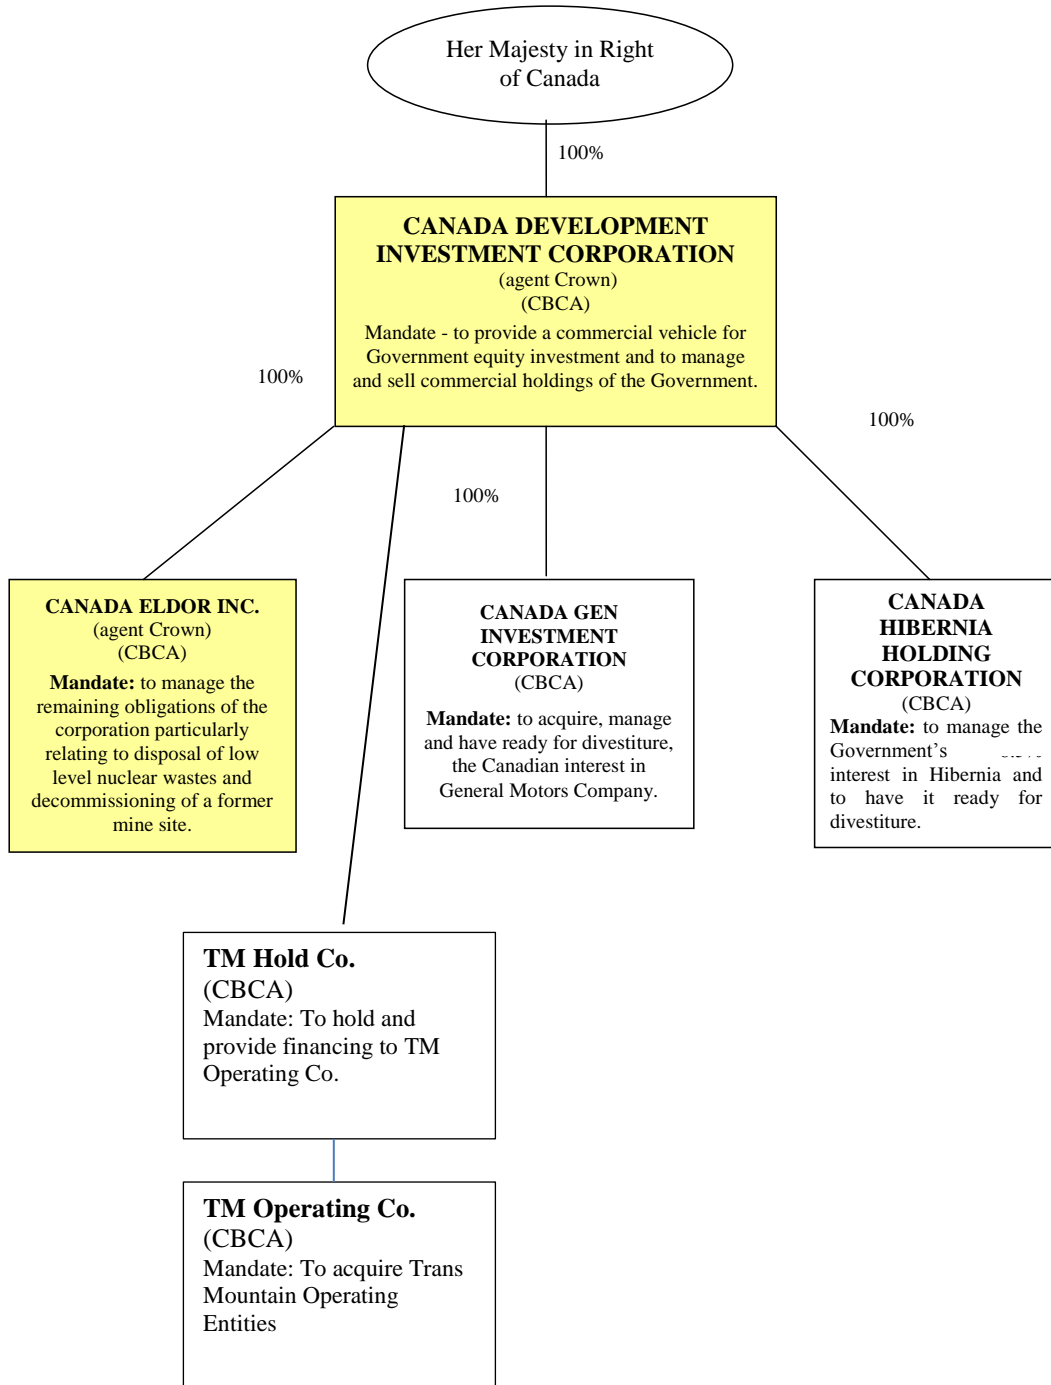 Her Majesty in Right
of Canada
100%
CANADA DEVELOPMENT
INVESTMENT CORPORATION
(agent Crown)
(CBCA)
Mandate - to provide a commercial vehicle for
Government equity investment and to manage
and sell commercial holdings of the Government.
100%
100%
100%
CANADA ELDOR INC.
(agent Crown)
(CBCA)
Mandate: to manage the
remaining obligations of the
corporation particularly
relating to disposal of low
level nuclear wastes and
decommissioning of a former
mine site.
CANADA GEN
INVESTMENT
CORPORATION
(CBCA)
Mandate: to acquire, manage
and have ready for divestiture,
the Canadian interest in
General Motors Company.
CANADA
HIBERNIA
HOLDING
CORPORATION
(CBCA)
Mandate: to manage the
Government’s
interest in Hibernia and
to have it ready for
divestiture.
TM Hold Co.
(CBCA)
Mandate: To hold and
provide financing to TM
Operating Co.
TM Operating Co.
(CBCA)
Mandate: To acquire Trans
Mountain Operating
Entities